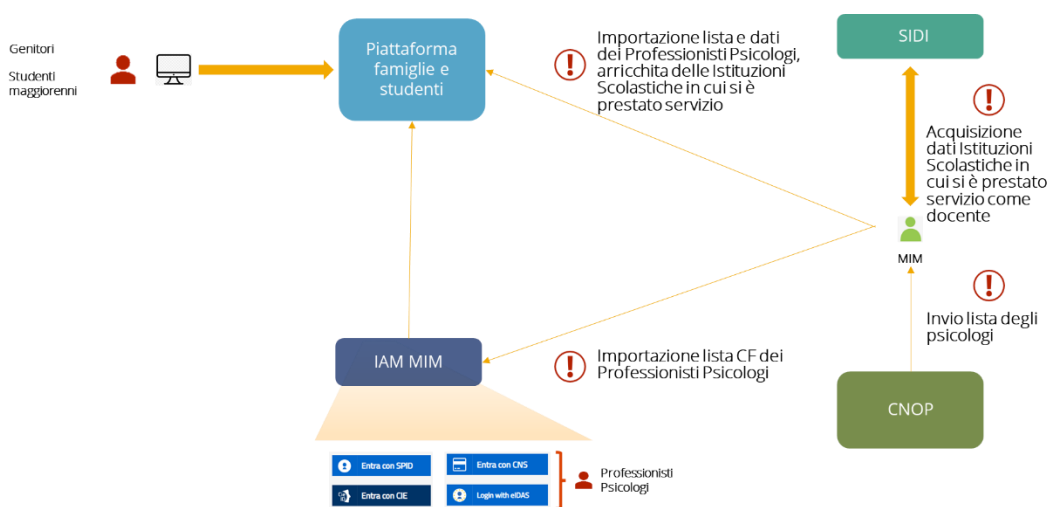 Genitori
Studenti
maggiorenni
Piattaforma
famiglie e
studenti
!
Importazione lista e dati
dei Professionisti Psicologi,
arricchita delle Istituzioni
Scolastiche in cui si è
prestato servizio
SIDI
!
Acquisizione
dati Istituzioni
Scolastiche in
cui si è prestato
servizio come
docente
MIM
!
Invio lista degli
psicologi
IAM MIM
!
Importazione lista CF dei
Professionisti Psicologi
CNOP
Entra con SPID
Entra con CNS
Entra con CIE
Login with eIDAS
Professionisti
Psicologi